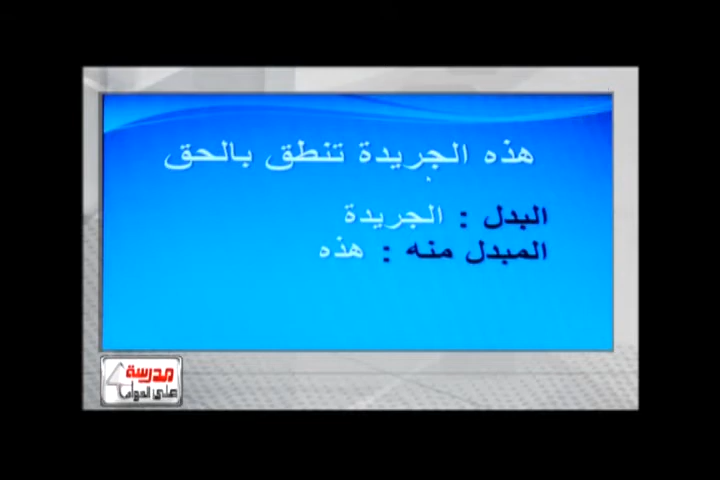 هذه الجريدة تنطق بالحق
البدل : الجريدة
المبدل منه : هذه
مدرسة
على الهواء